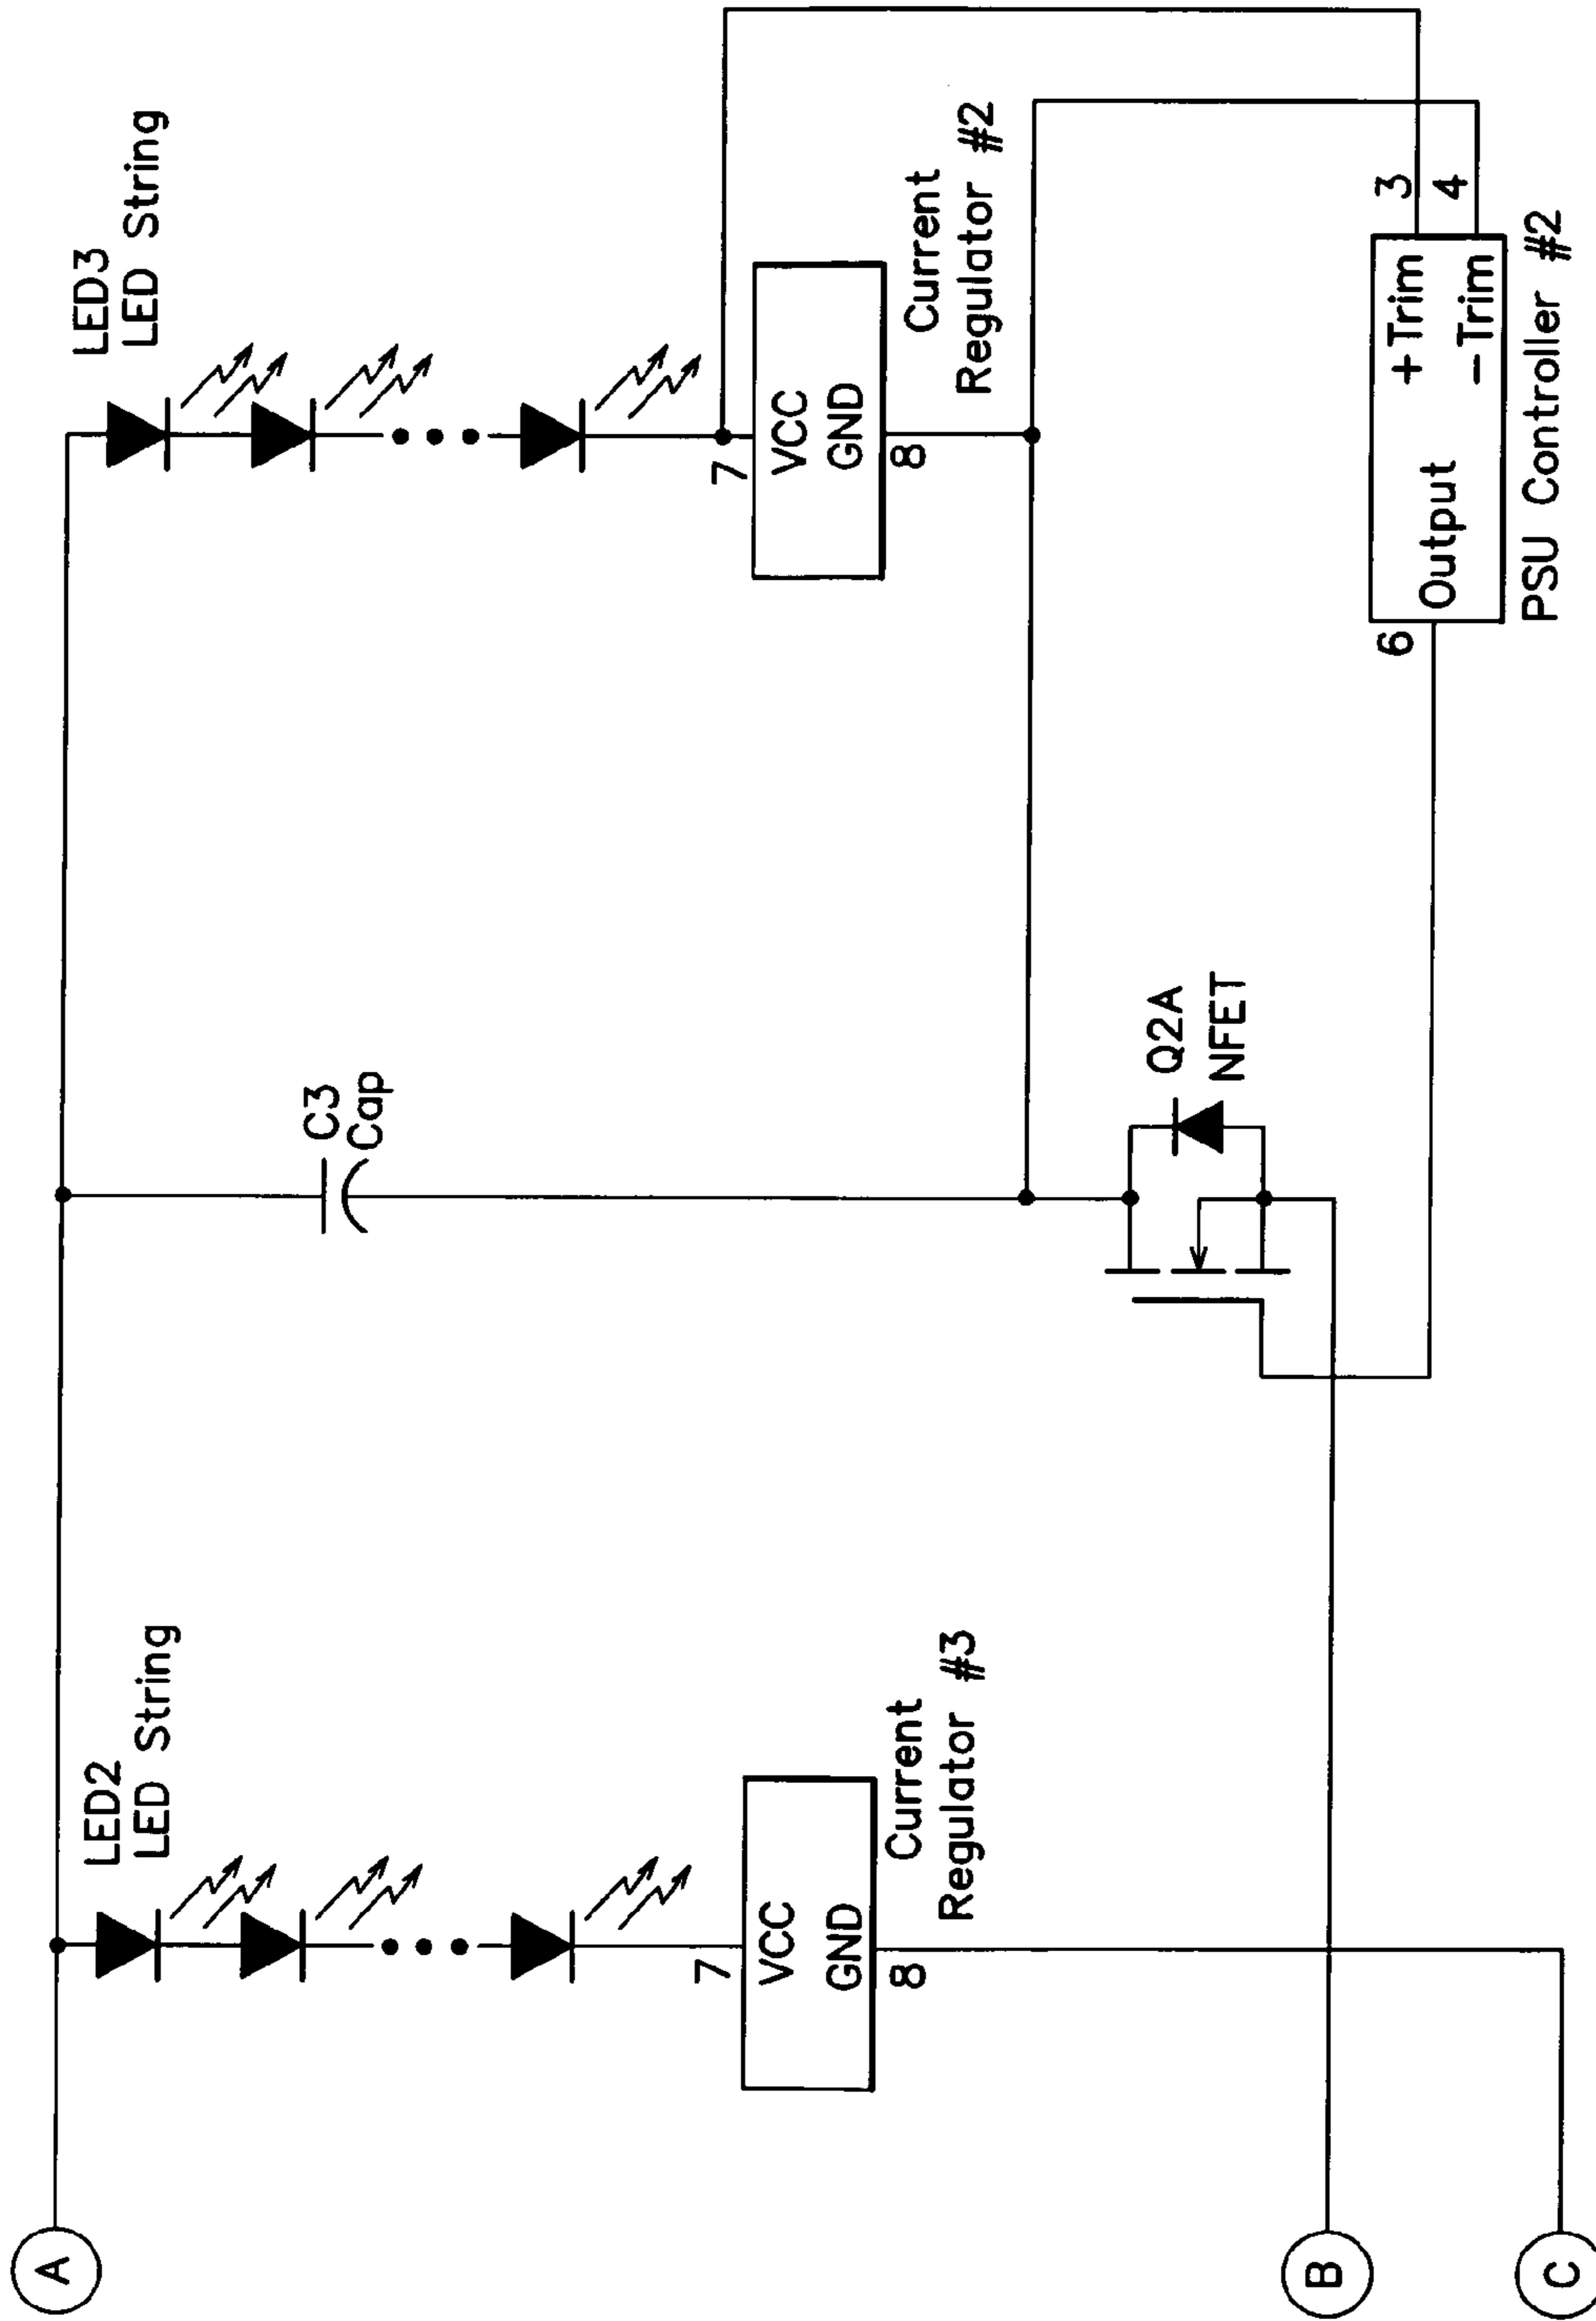 A
LED2
LED String
7
VCC
GND
8
Current
Regulator #3
C3
Cap
LED3
LED String
7
VCC
GND
8
Current
Regulator #2
Q2A
NFET
B
6
Output
+Trim
-Trim
3
4
PSU Controller #2
C